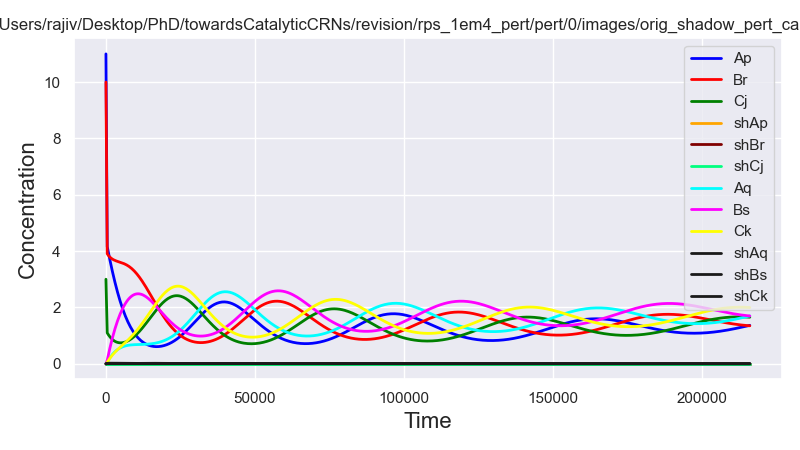 Users/rajiv/Desktop/PhD/towardsCatalyticCRNs/revision/rps_1em4_pert/pert/0/images/orig_shadow_pert_ca
Concentration
10
8
6
4
2
0
0
50000
100000
150000
200000
Time
Ap
Br
Cj
shAp
shBr
shCj
Aq
Bs
Ck
shAq
shBs
shCk